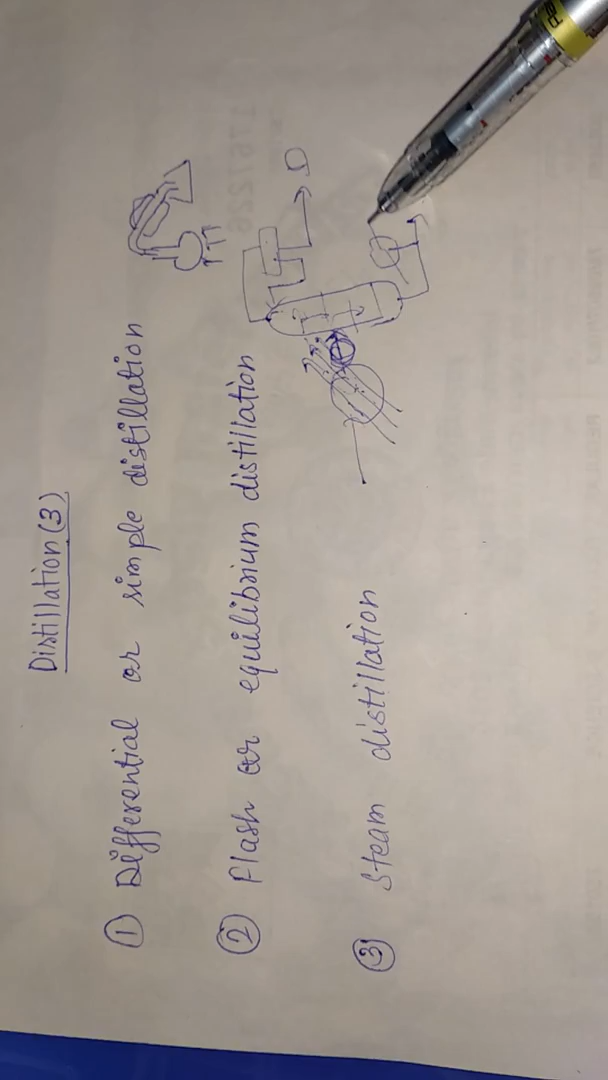 Distillation (3)
① Differential or simple distillation
② Flash or equilibrium distillation
D
③ Steam distillation